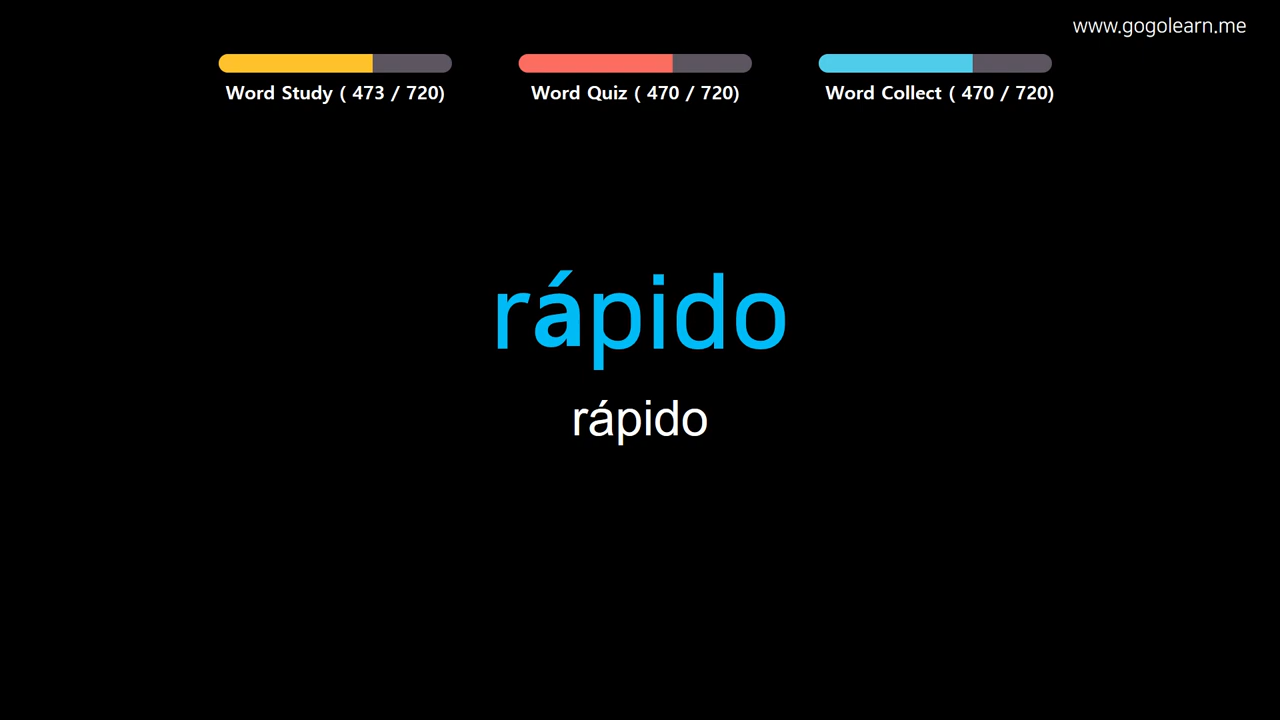 www.gogolearn.me
Word Study ( 473 / 720)
Word Quiz ( 470 / 720)
Word Collect ( 470 / 720)
rápido
rápido